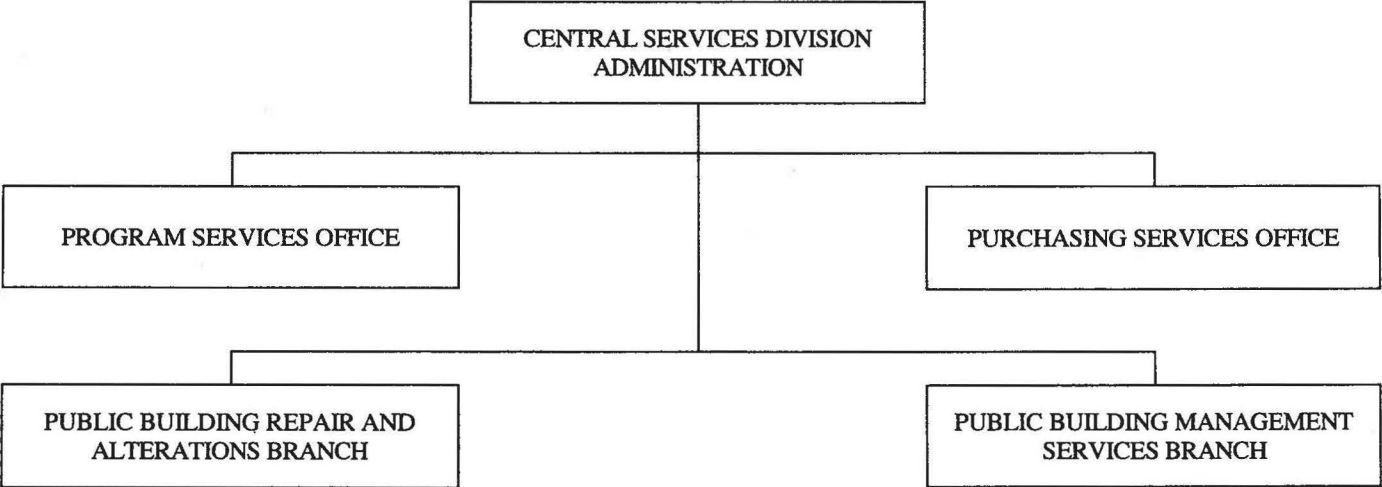 CENTRAL SERVICES DIVISION
ADMINISTRATION
PROGRAM SERVICES OFFICE
PURCHASING SERVICES OFFICE
PUBLIC BUILDING REPAIR AND
ALTERATIONS BRANCH
PUBLIC BUILDING MANAGEMENT
SERVICES BRANCH